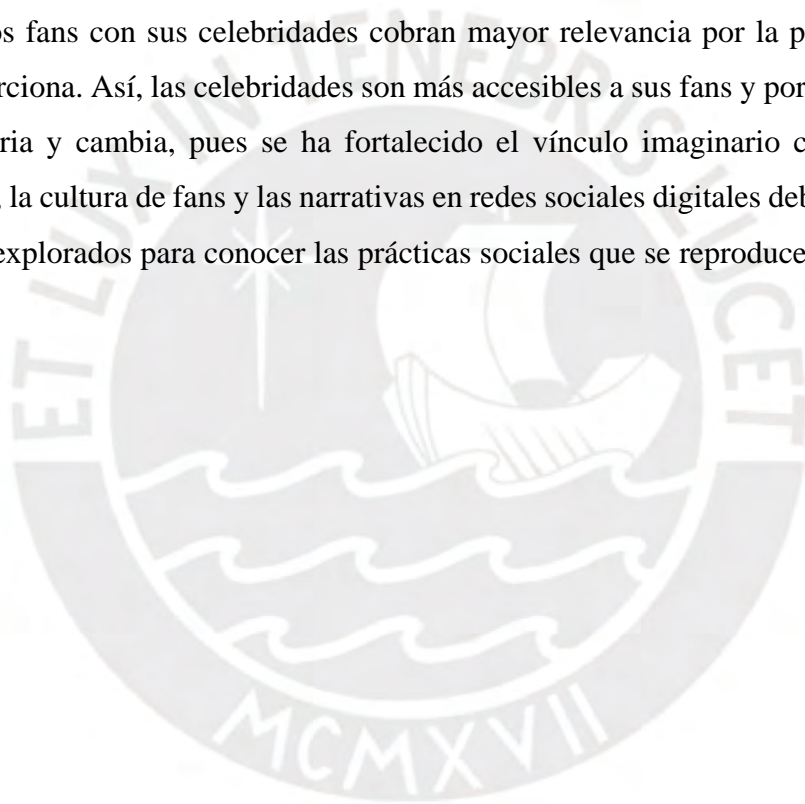 os fans con sus celebridades cobran mayor relevancia por la p
rciona. Así, las celebridades son más accesibles a sus fans y por
ria y cambia, pues se ha fortalecido el vínculo imaginario c
, la cultura de fans y las narrativas en redes sociales digitales deb
explorados para conocer las prácticas sociales que se reproduce
ET LUX IN TENEBRIS LUCET
MCMXVII